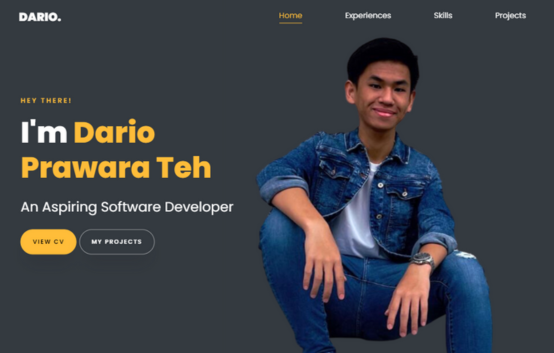 DARIO.
Home Experiences Skills Projects
HEY THERE!
I'm Dario
Prawara Teh
An Aspiring Software Developer
VIEW CV MY PROJECTS